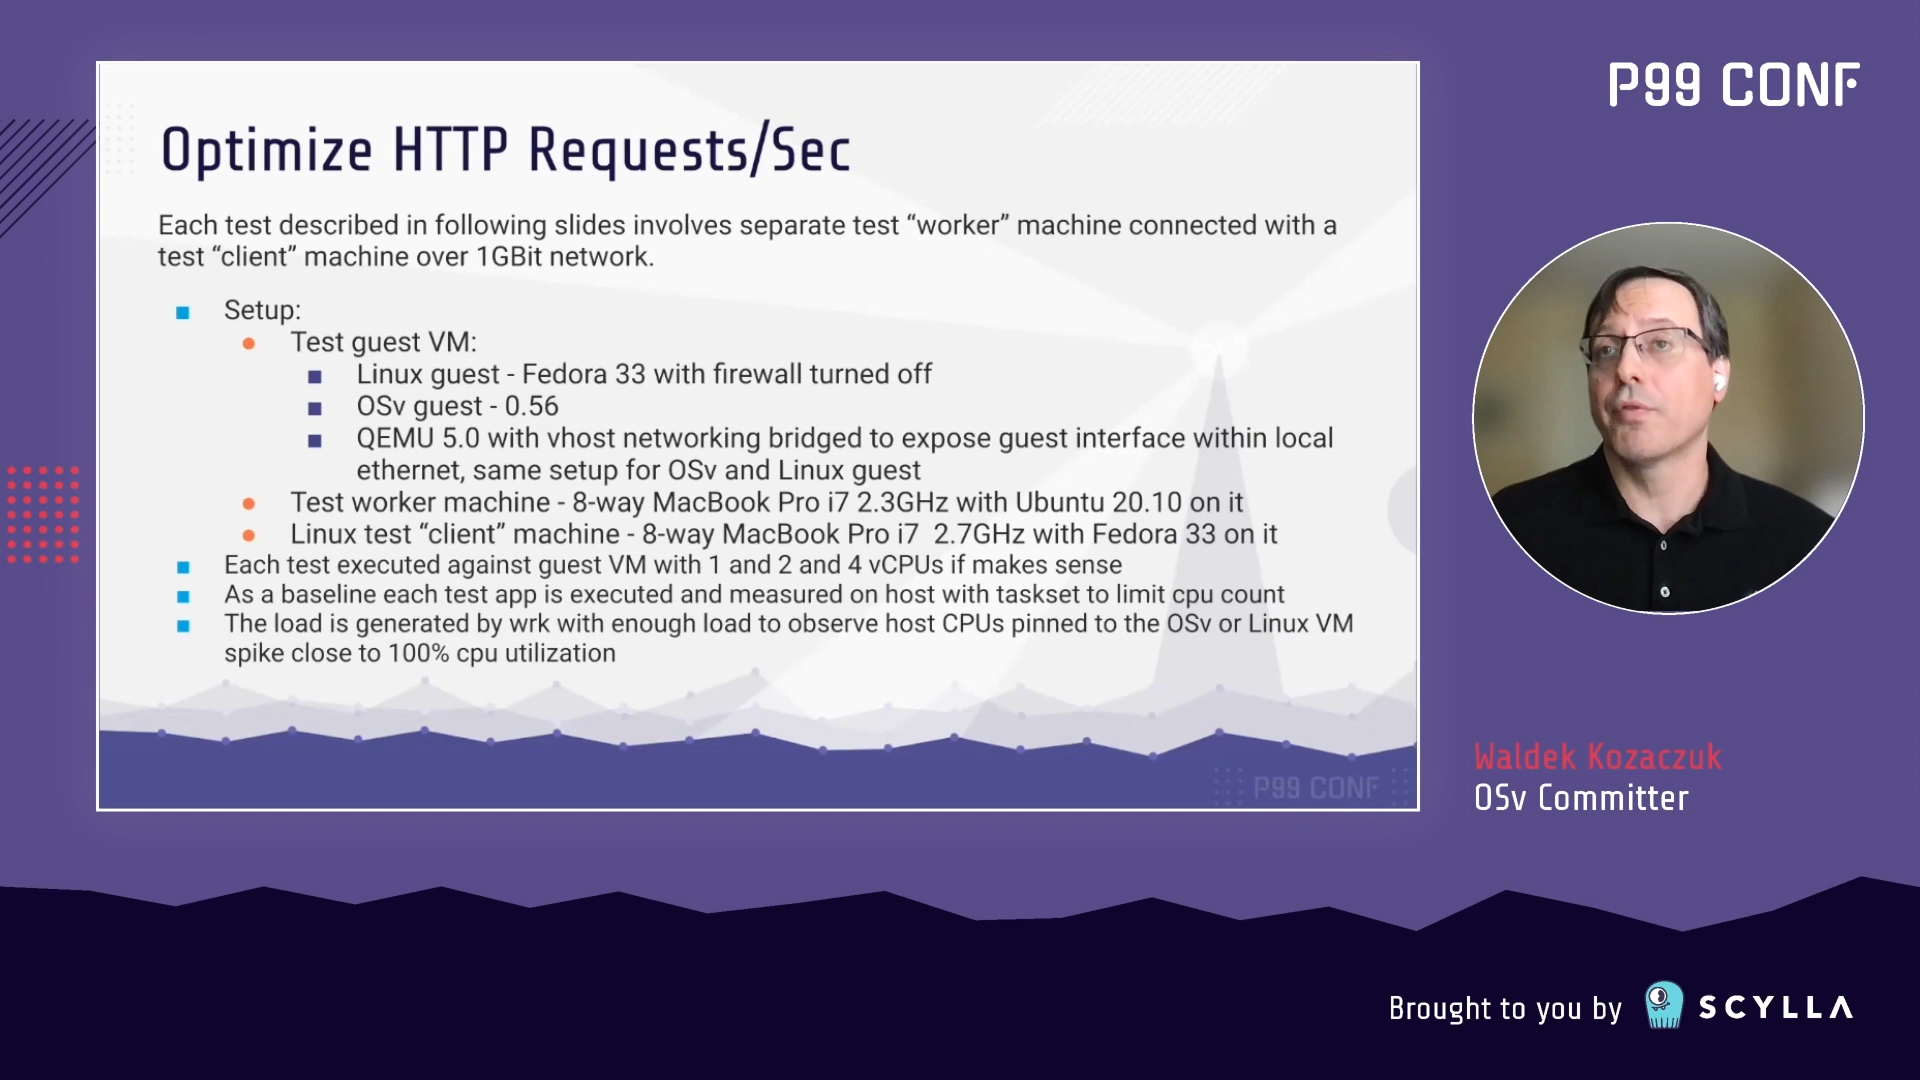 P99 CONF
Optimize HTTP Requests/Sec
Each test described in following slides involves separate test “worker” machine connected with a
test “client” machine over 1GBit network.
Setup:
Test guest VM:
Linux guest - Fedora 33 with firewall turned off
OSv guest - 0.56
QEMU 5.0 with vhost networking bridged to expose guest interface within local
ethernet, same setup for OSv and Linux guest
Test worker machine - 8-way MacBook Pro i7 2.3GHz with Ubuntu 20.10 on it
Linux test “client” machine - 8-way MacBook Pro i7  2.7GHz with Fedora 33 on it
Each test executed against guest VM with 1 and 2 and 4 vCPUs if makes sense
As a baseline each test app is executed and measured on host with taskset to limit cpu count
The load is generated by wrk with enough load to observe host CPUs pinned to the OSv or Linux VM
spike close to 100% cpu utilization
P99 CONF
Waldek Kozaczuk
OSv Committer
Brought to you by SCYLLA